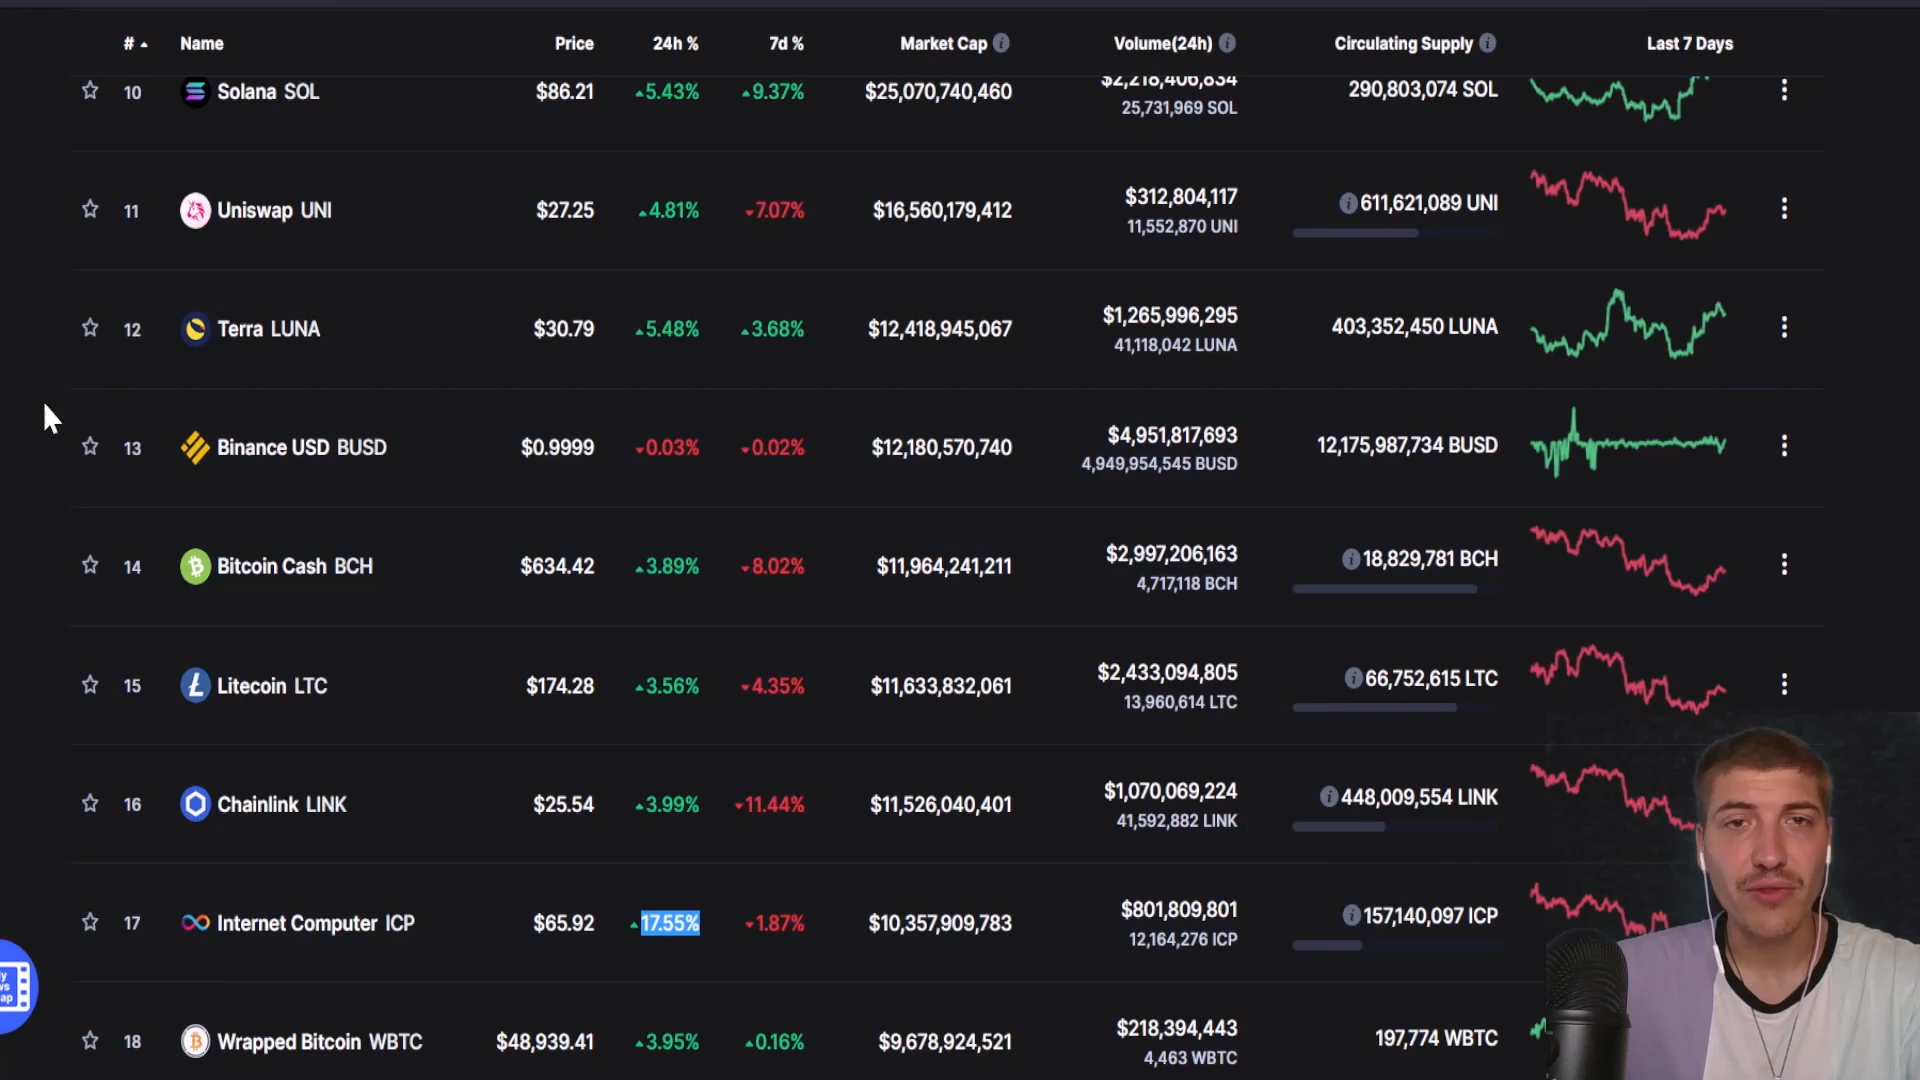 # Name Price 24h % 7d % Market Cap Volume(24h) Circulating Supply Last 7 Days
10 Solana SOL $86.21 5.43% 9.37% $25,070,740,460 $2,218,406,834 290,803,074 SOL
25,731,969 SOL
11 Uniswap UNI $27.25 4.81% 7.07% $16,560,179,412 $312,804,117 611,621,089 UNI
11,552,870 UNI
12 Terra LUNA $30.79 5.48% 3.68% $12,418,945,067 $1,265,996,295 403,352,450 LUNA
41,118,042 LUNA
13 Binance USD BUSD $0.9999 0.03% 0.02% $12,180,570,740 $4,951,817,693 12,175,987,734 BUSD
4,949,954,545 BUSD
14 Bitcoin Cash BCH $634.42 3.89% 8.02% $11,964,241,211 $2,997,206,163 18,829,781 BCH
4,717,118 BCH
15 Litecoin LTC $174.28 3.56% 4.35% $11,633,832,061 $2,433,094,805 66,752,615 LTC
13,960,614 LTC
16 Chainlink LINK $25.54 3.99% 11.44% $11,526,040,401 $1,070,069,224 448,009,554 LINK
41,592,882 LINK
17 Internet Computer ICP $65.92 17.55% 1.87% $10,357,909,783 $801,809,801 157,140,097 ICP
12,164,276 ICP
18 Wrapped Bitcoin WBTC $48,939.41 3.95% 0.16% $9,678,924,521 $218,394,443 197,774 WBTC
4,463 WBTC